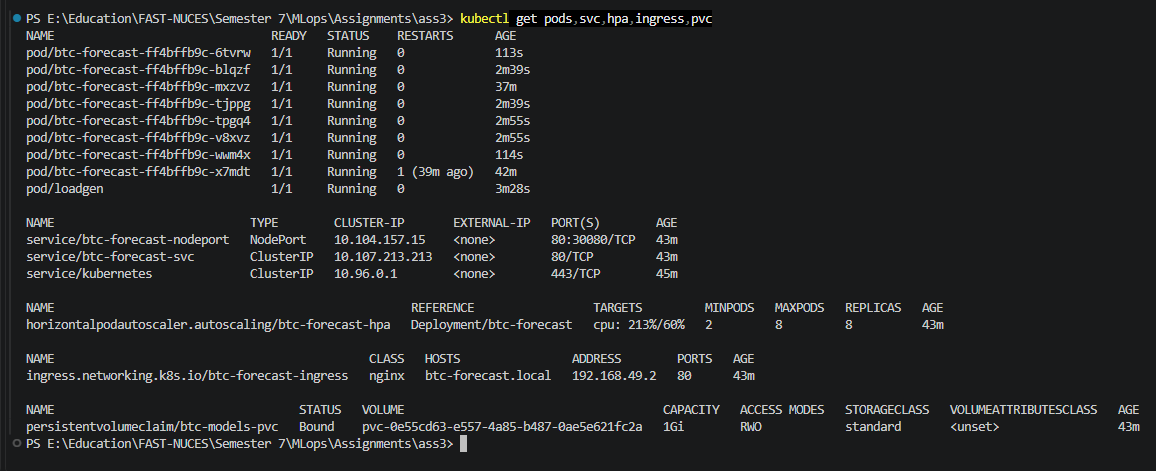 PS E:\Education\FAST-NUCES\Semester 7\MLops\Assignments\ass3> kubectl get pods,svc,hpa,ingress,pvc
NAME READY STATUS RESTARTS AGE
pod/btc-forecast-ff4bffb9c-6tvrw 1/1 Running 0 113s
pod/btc-forecast-ff4bffb9c-blqzf 1/1 Running 0 2m39s
pod/btc-forecast-ff4bffb9c-mxzvz 1/1 Running 0 37m
pod/btc-forecast-ff4bffb9c-tjppg 1/1 Running 0 2m39s
pod/btc-forecast-ff4bffb9c-tpgq4 1/1 Running 0 2m55s
pod/btc-forecast-ff4bffb9c-v8xvz 1/1 Running 0 2m55s
pod/btc-forecast-ff4bffb9c-wwm4x 1/1 Running 0 114s
pod/btc-forecast-ff4bffb9c-x7mdt 1/1 Running 1 (39m ago) 42m
pod/loadgen 1/1 Running 0 3m28s
NAME TYPE CLUSTER-IP EXTERNAL-IP PORT(S) AGE
service/btc-forecast-nodeport NodePort 10.104.157.15 <none> 80:30080/TCP 43m
service/btc-forecast-svc ClusterIP 10.107.213.213 <none> 80/TCP 43m
service/kubernetes ClusterIP 10.96.0.1 <none> 443/TCP 45m
NAME REFERENCE TARGETS MINPODS MAXPODS REPLICAS AGE
horizontalpodautoscaler.autoscaling/btc-forecast-hpa Deployment/btc-forecast cpu: 213%/60% 2 8 8 43m
NAME CLASS HOSTS ADDRESS PORTS AGE
ingress.networking.k8s.io/btc-forecast-ingress nginx btc-forecast.local 192.168.49.2 80 43m
NAME STATUS VOLUME CAPACITY ACCESS MODES STORAGECLASS VOLUMEATTRIBUTESCLASS AGE
persistentvolumeclaim/btc-models-pvc Bound pvc-0e55cd63-e557-4a85-b487-0ae5e621fc2a 1Gi RWO standard <unset> 43m
PS E:\Education\FAST-NUCES\Semester 7\MLops\Assignments\ass3>